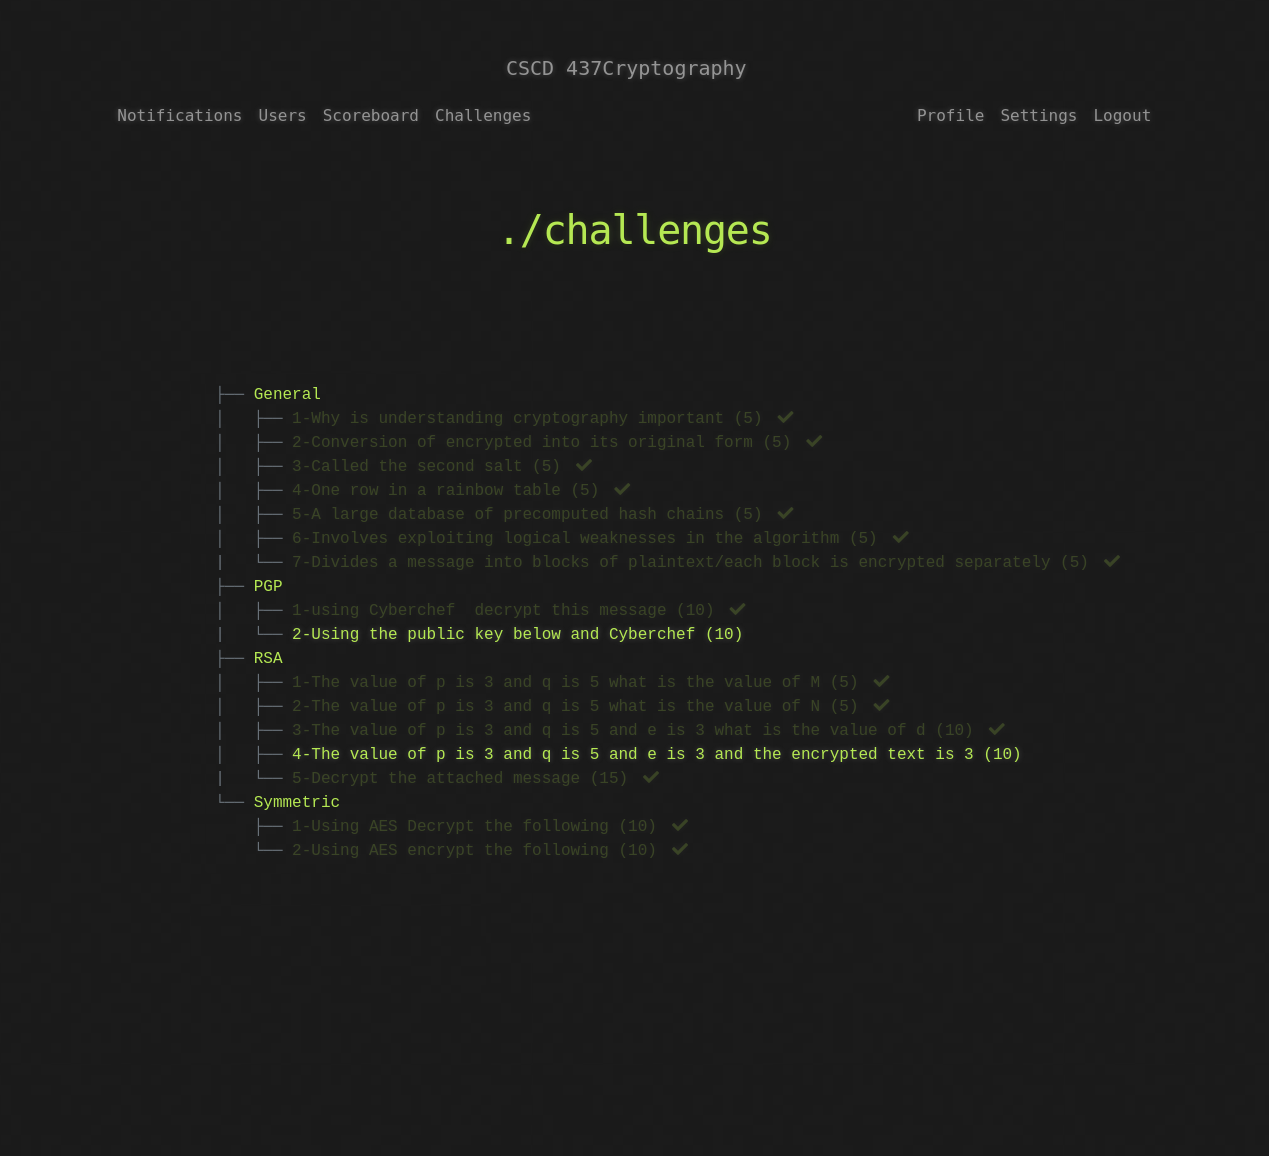 CSCD 437Cryptography
Notifications Users Scoreboard Challenges Profile Settings Logout
./challenges
├── General
│   ├── 1-Why is understanding cryptography important (5) ✔
│   ├── 2-Conversion of encrypted into its original form (5) ✔
│   ├── 3-Called the second salt (5) ✔
│   ├── 4-One row in a rainbow table (5) ✔
│   ├── 5-A large database of precomputed hash chains (5) ✔
│   ├── 6-Involves exploiting logical weaknesses in the algorithm (5) ✔
|   └── 7-Divides a message into blocks of plaintext/each block is encrypted separately (5) ✔
├── PGP
│   ├── 1-using Cyberchef  decrypt this message (10) ✔
|   └── 2-Using the public key below and Cyberchef (10)
├── RSA
│   ├── 1-The value of p is 3 and q is 5 what is the value of M (5) ✔
│   ├── 2-The value of p is 3 and q is 5 what is the value of N (5) ✔
│   ├── 3-The value of p is 3 and q is 5 and e is 3 what is the value of d (10) ✔
│   ├── 4-The value of p is 3 and q is 5 and e is 3 and the encrypted text is 3 (10)
|   └── 5-Decrypt the attached message (15) ✔
└── Symmetric
    ├── 1-Using AES Decrypt the following (10) ✔
    └── 2-Using AES encrypt the following (10) ✔